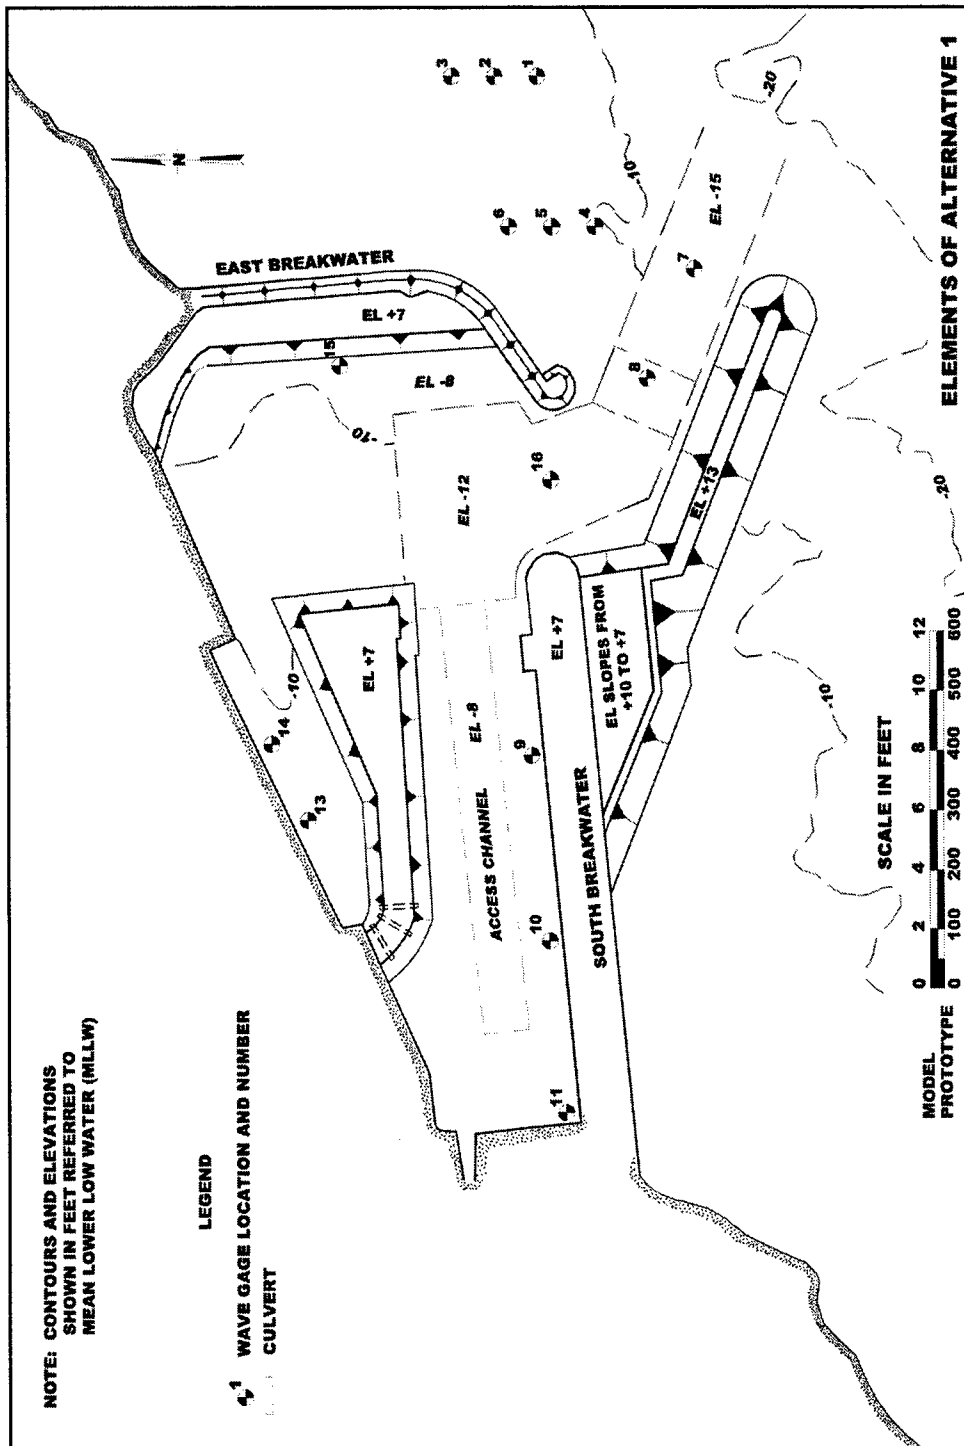 NOTE: CONTOURS AND ELEVATIONS
SHOWN IN FEET REFERRED TO
MEAN LOWER LOW WATER (MLLW)
LEGEND
1 WAVE GAGE LOCATION AND NUMBER
CULVERT
N
3
2
1
6
5
4
EAST BREAKWATER
EL +7
15
EL -8
-10
-10
-20
EL -15
7
8
EL -12
16
14
13
-10
EL +7
EL -8
ACCESS CHANNEL
9
10
11
EL +7
SOUTH BREAKWATER
EL SLOPES FROM
+10 TO +7
EL +13
-20
-10
SCALE IN FEET
MODEL 0 2 4 6 8 10 12
PROTOTYPE 0 100 200 300 400 500 600
ELEMENTS OF ALTERNATIVE 1